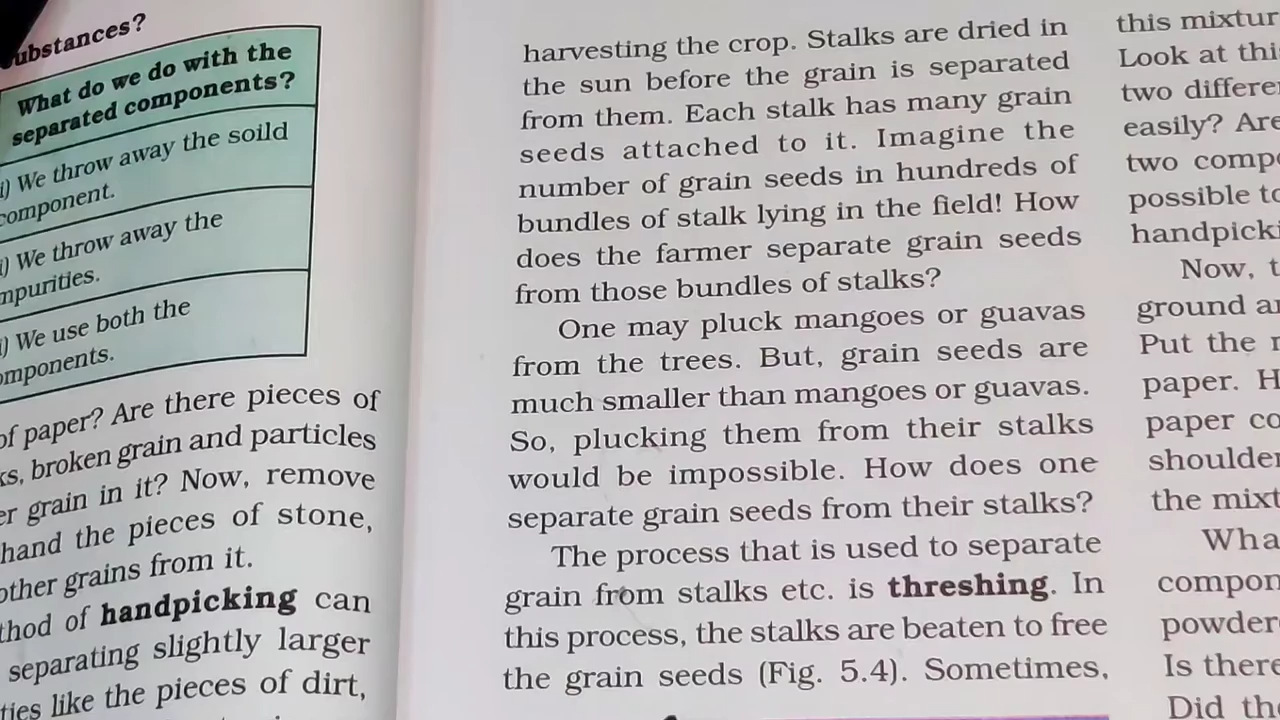 ubstances?
What do we do with the
separated components?
i) We throw away the soild
component.
i) We throw away the
mpurities.
i) We use both the
omponents.
of paper? Are there pieces of
ks, broken grain and particles
er grain in it? Now, remove
hand the pieces of stone,
other grains from it.
thod of handpicking can
separating slightly larger
ties like the pieces of dirt,
harvesting the crop. Stalks are dried in
the sun before the grain is separated
from them. Each stalk has many grain
seeds attached to it. Imagine the
number of grain seeds in hundreds of
bundles of stalk lying in the field! How
does the farmer separate grain seeds
from those bundles of stalks?
One may pluck mangoes or guavas
from the trees. But, grain seeds are
much smaller than mangoes or guavas.
So, plucking them from their stalks
would be impossible. How does one
separate grain seeds from their stalks?
The process that is used to separate
grain from stalks etc. is threshing. In
this process, the stalks are beaten to free
the grain seeds (Fig. 5.4). Sometimes,
this mixtur
Look at thi
two differe
easily? Are
two compo
possible to
handpicki
Now, t
ground a
Put the
paper. H
paper co
shoulder
the mixt
Wha
compon
powder
Is there
Did the